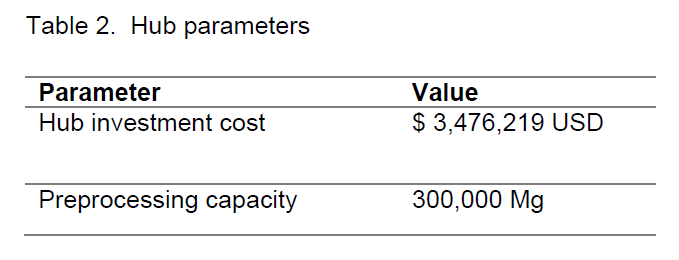 Table 2. Hub parameters
Parameter Value
Hub investment cost $ 3,476,219 USD
Preprocessing capacity 300,000 Mg